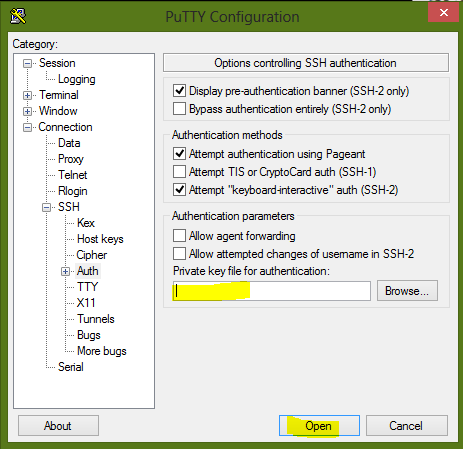 PuTTY Configuration
Category:
Session
Logging
Terminal
Window
Connection
Data
Proxy
Telnet
Rlogin
SSH
Kex
Host keys
Cipher
Auth
TTY
X11
Tunnels
Bugs
More bugs
Serial
Options controlling SSH authentication
Display pre-authentication banner (SSH-2 only)
Bypass authentication entirely (SSH-2 only)
Authentication methods
Attempt authentication using Pageant
Attempt TIS or CryptoCard auth (SSH-1)
Attempt "keyboard-interactive" auth (SSH-2)
Authentication parameters
Allow agent forwarding
Allow attempted changes of username in SSH-2
Private key file for authentication:
Browse...
About
Open
Cancel